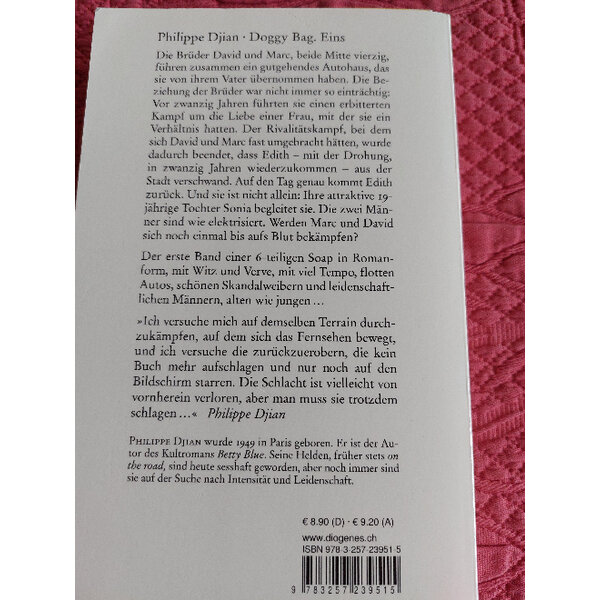 Philippe Djian · Doggy Bag. Eins
Die Brüder David und Marc, beide Mitte vierzig,
führen zusammen ein gutgehendes Autohaus, das
sie von ihrem Vater übernommen haben. Die Be-
ziehung der Brüder war nicht immer so einträchtig:
Vor zwanzig Jahren führten sie einen erbitterten
Kampf um die Liebe einer Frau, mit der sie ein
Verhältnis hatten. Der Rivalitätskampf, bei dem
sich David und Marc fast umgebracht hätten, wurde
dadurch beendet, dass Edith – mit der Drohung,
in zwanzig Jahren wiederzukommen – aus der
Stadt verschwand. Auf den Tag genau kommt Edith
zurück. Und sie ist nicht allein: Ihre attraktive 19-
jährige Tochter Sonia begleitet sie. Die zwei Män-
ner sind wie elektrisiert. Werden Marc und David
sich noch einmal bis aufs Blut bekämpfen?
Der erste Band einer 6-teiligen Soap in Roman-
form, mit Witz und Verve, mit viel Tempo, flotten
Autos, schönen Skandalweibern und leidenschaft-
lichen Männern, alten wie jungen ...
»Ich versuche mich auf demselben Terrain durch-
zukämpfen, auf dem sich das Fernsehen bewegt,
und ich versuche die zurückzuerobern, die kein
Buch mehr aufschlagen und nur noch auf den
Bildschirm starren. Die Schlacht ist vielleicht von
vornherein verloren, aber man muss sie trotzdem
schlagen ...« Philippe Djian
PHILIPPE DJIAN wurde 1949 in Paris geboren. Er ist der Au-
tor des Kultromans Betty Blue. Seine Helden, früher stets on
the road, sind heute sesshaft geworden, aber noch immer sind
sie auf der Suche nach Intensität und Leidenschaft.
€ 8.90 (D) · € 9.20 (A)
www.diogenes.ch
ISBN 978-3-257-23951-5
9 783257 239515